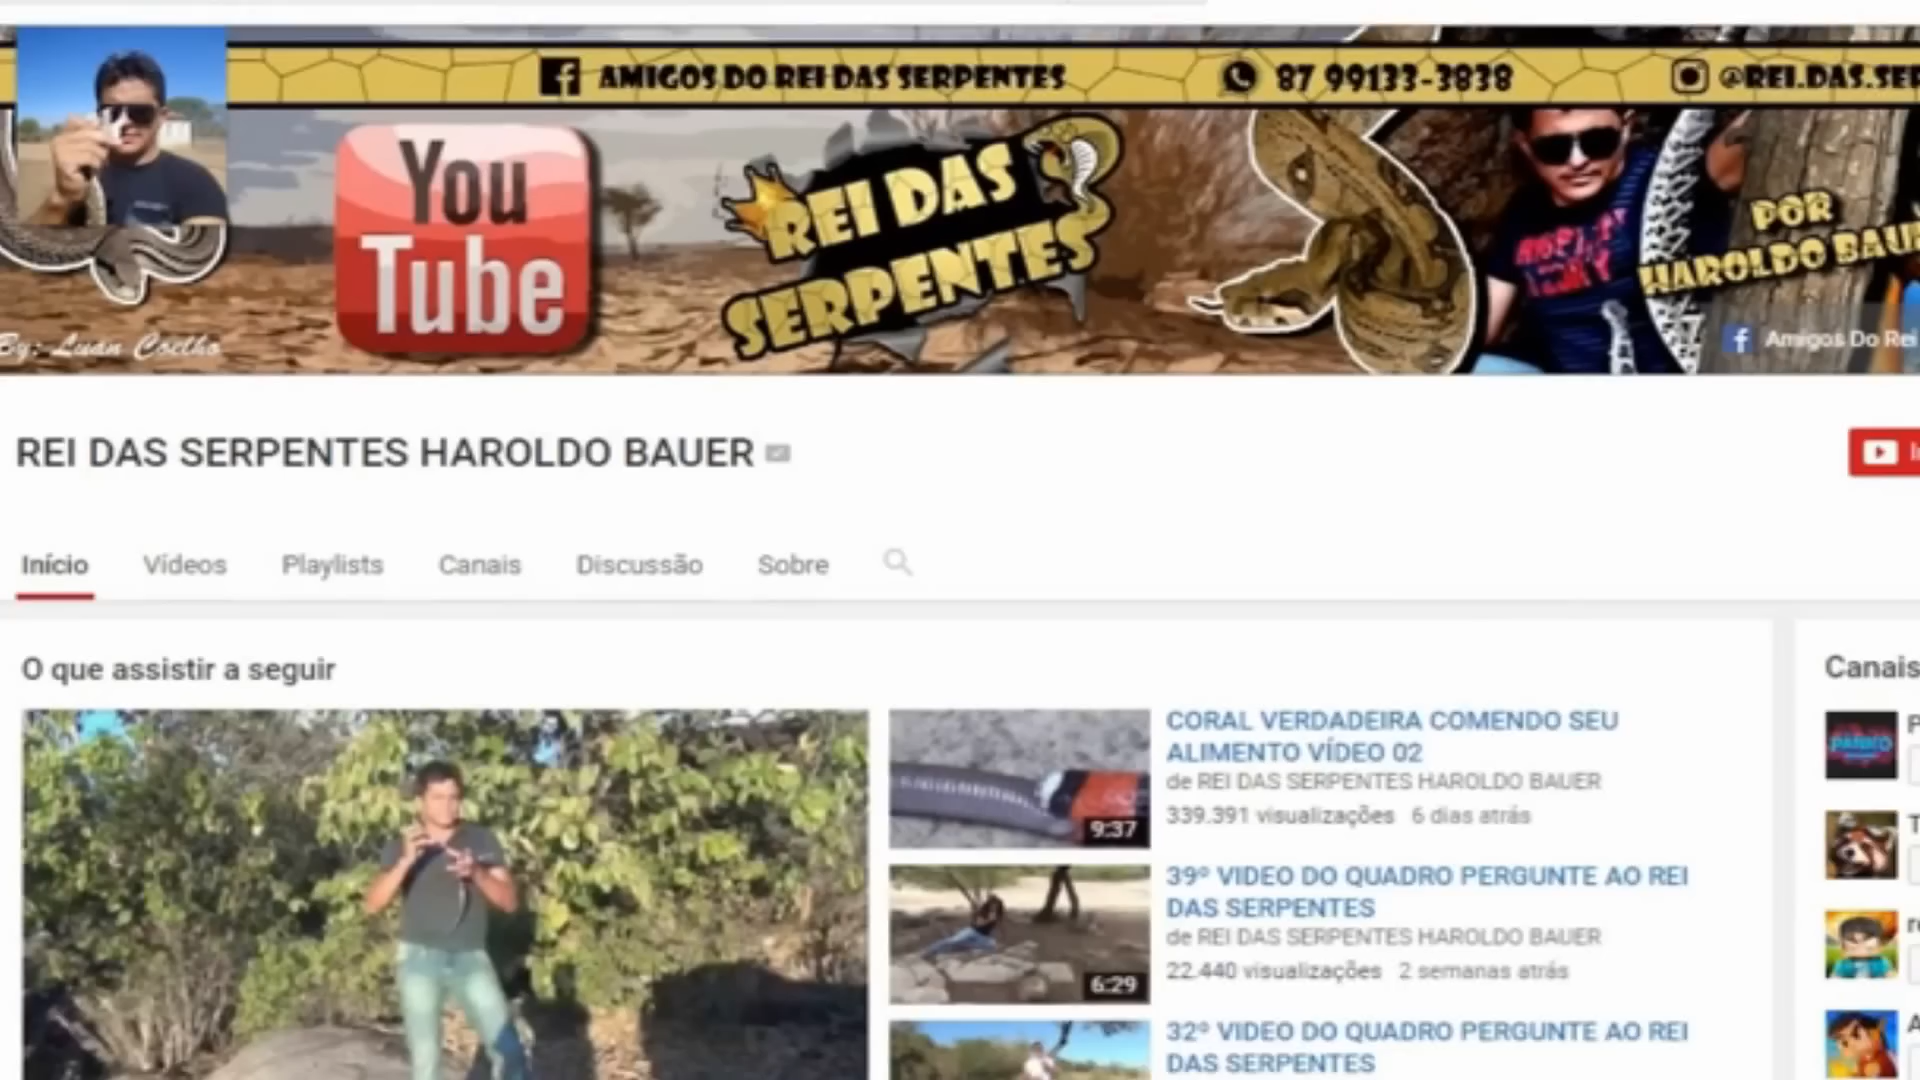 AMIGOS DO REI DAS SERPENTES
87 99133-3838
@REI.DAS.SER
You
Tube
REI DAS
SERPENTES
POR
HAROLDO BAU
By: Luan Coelho
Amigos Do Rei
REI DAS SERPENTES HAROLDO BAUER
Início
Vídeos
Playlists
Canais
Discussão
Sobre
O que assistir a seguir
CORAL VERDADEIRA COMENDO SEU
ALIMENTO VÍDEO 02
de REI DAS SERPENTES HAROLDO BAUER
339.391 visualizações 6 dias atrás
9:37
39º VIDEO DO QUADRO PERGUNTE AO REI
DAS SERPENTES
de REI DAS SERPENTES HAROLDO BAUER
22.440 visualizações 2 semanas atrás
6:29
32º VIDEO DO QUADRO PERGUNTE AO REI
DAS SERPENTES
Canais